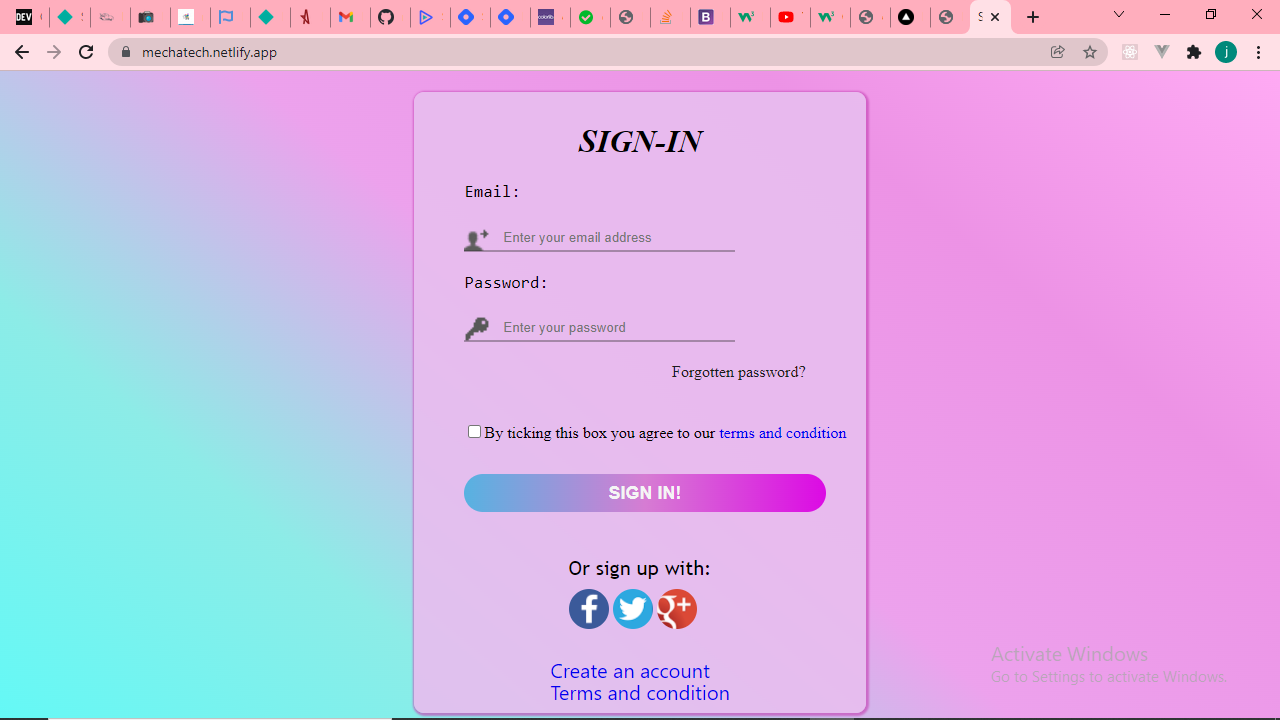 DEV
mechatech.netlify.app
j
SIGN-IN
Email:
Enter your email address
Password:
Enter your password
Forgotten password?
By ticking this box you agree to our terms and condition
SIGN IN!
Or sign up with:
Create an account
Terms and condition
Activate Windows
Go to Settings to activate Windows.